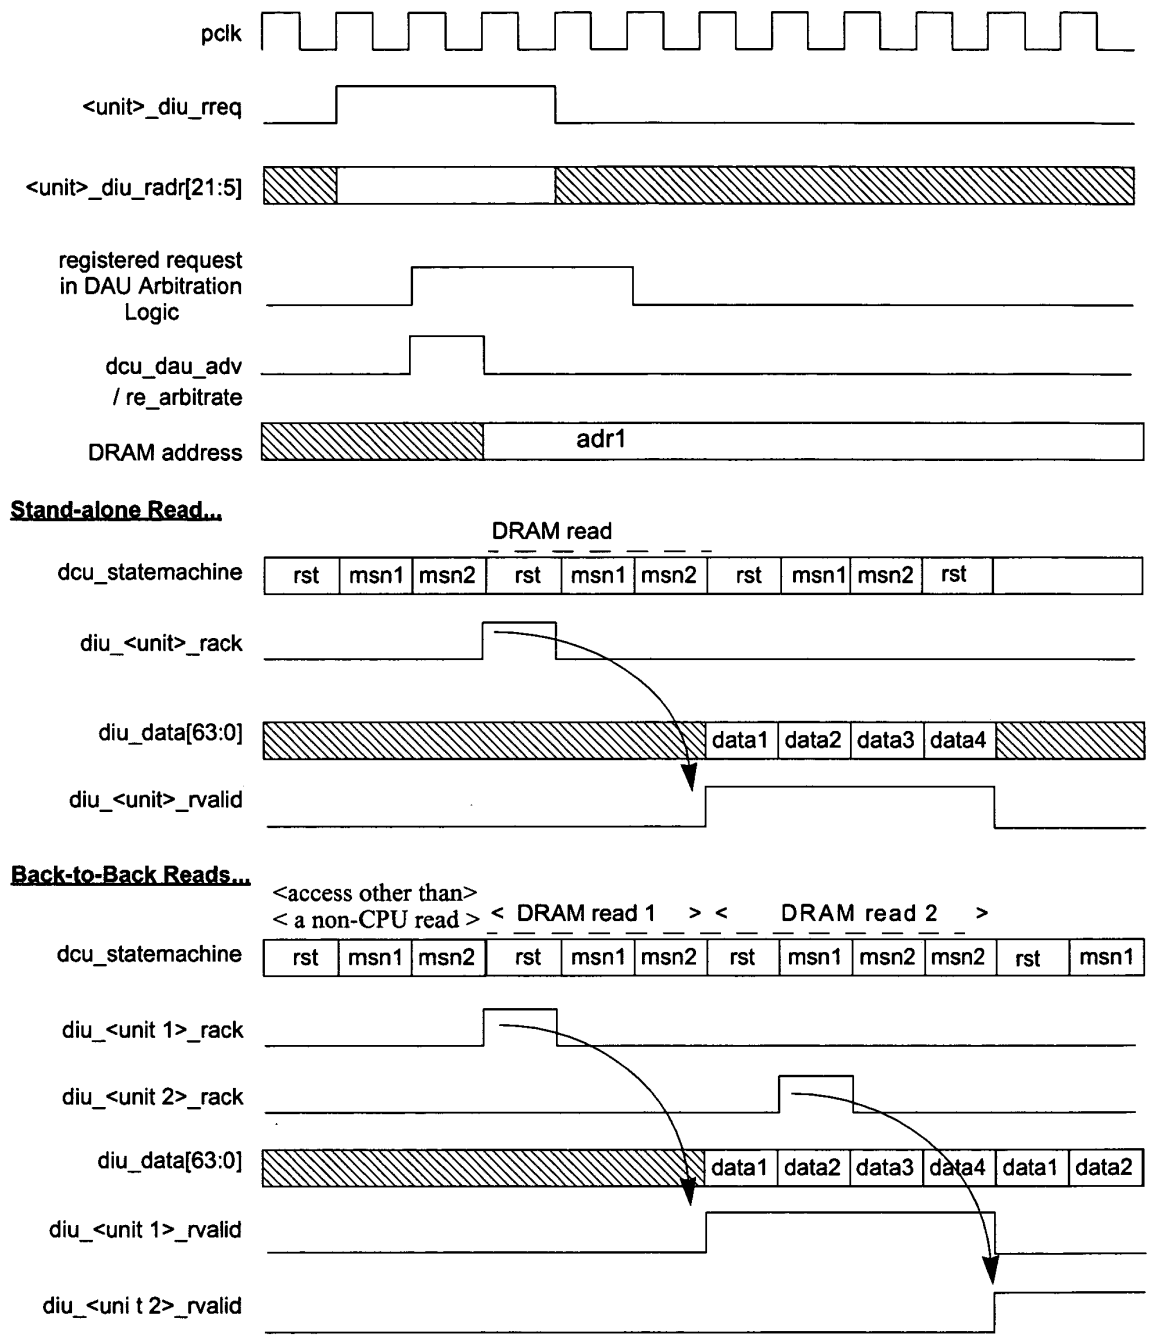 pclk
<unit>_diu_rreq
<unit>_diu_radr[21:5]
registered request
in DAU Arbitration
Logic
dcu_dau_adv
/ re_arbitrate
DRAM address
adr1
Stand-alone Read...
DRAM read
dcu_statemachine rst msn1 msn2 rst msn1 msn2 rst msn1 msn2 rst
diu_<unit>_rack
diu_data[63:0] data1 data2 data3 data4
diu_<unit>_rvalid
Back-to-Back Reads...
<access other than>
< a non-CPU read > < DRAM read 1 > < DRAM read 2 >
dcu_statemachine rst msn1 msn2 rst msn1 msn2 rst msn1 msn2 msn2 rst msn1
diu_<unit 1>_rack
diu_<unit 2>_rack
diu_data[63:0] data1 data2 data3 data4 data1 data2
diu_<unit 1>_rvalid
diu_<uni t 2>_rvalid